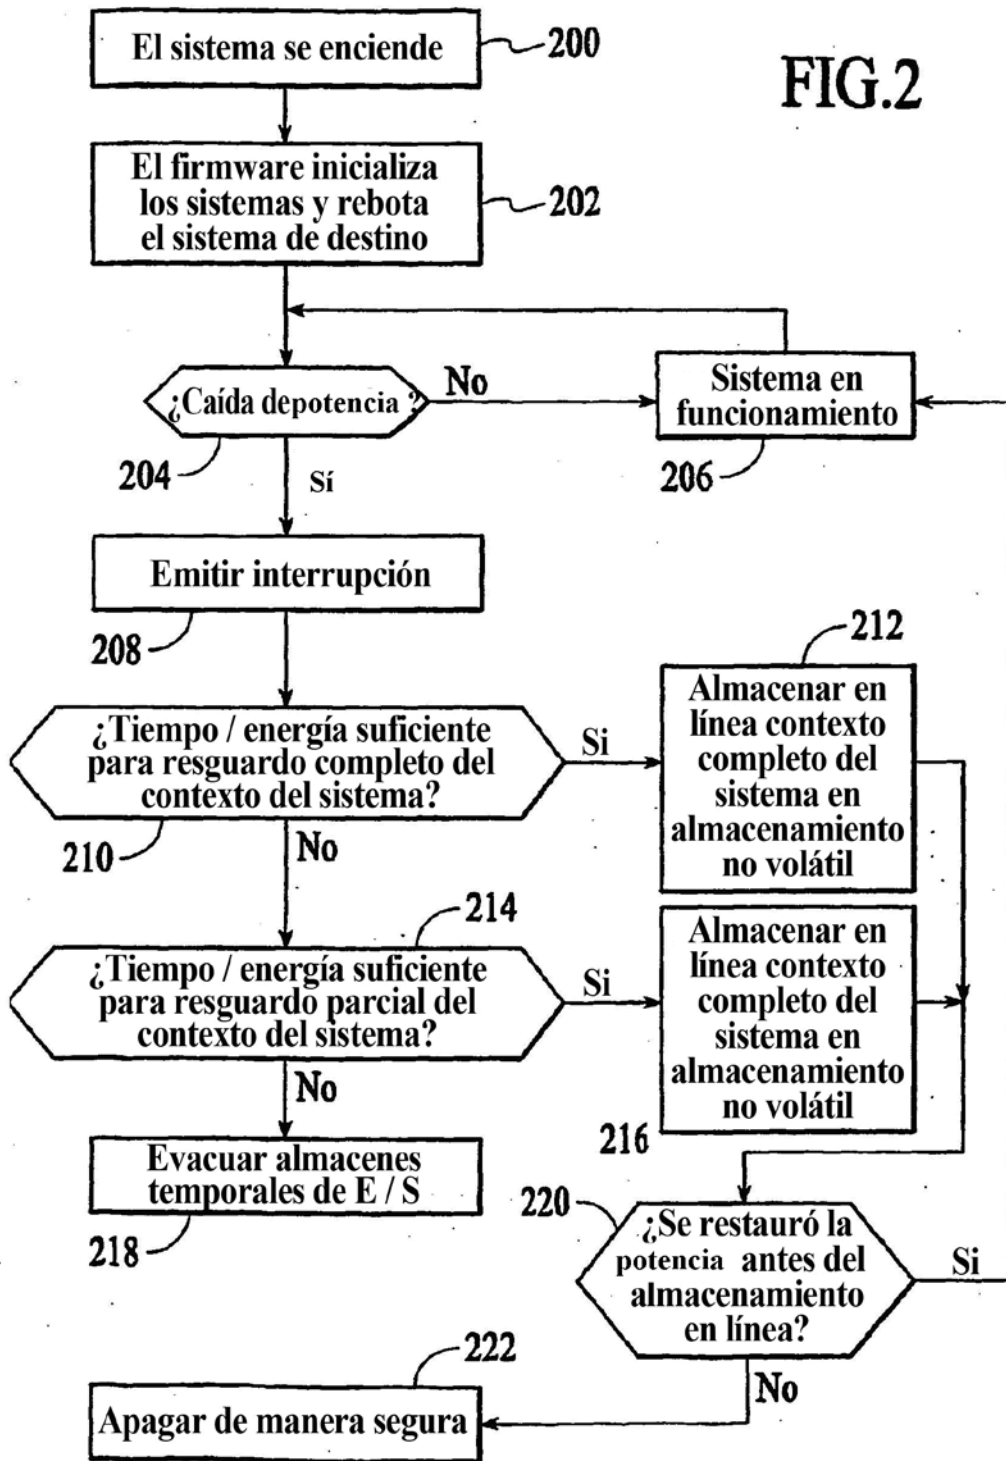 El sistema se enciende
200
FIG.2
El firmware inicializa
los sistemas y rebota
el sistema de destino
202
¿Caída depotencia ?
No
Sistema en
funcionamiento
204
Sí
206
Emitir interrupción
208
212
¿Tiempo / energía suficiente
para resguardo completo del
contexto del sistema?
Si
Almacenar en
línea contexto
completo del
sistema en
almacenamiento
no volátil
210
No
214
¿Tiempo / energía suficiente
para resguardo parcial del
contexto del sistema?
Si
Almacenar en
línea contexto
completo del
sistema en
almacenamiento
no volátil
No
216
Evacuar almacenes
temporales de E / S
218
220
¿Se restauró la
potencia antes del
almacenamiento
en línea?
Si
222
No
Apagar de manera segura